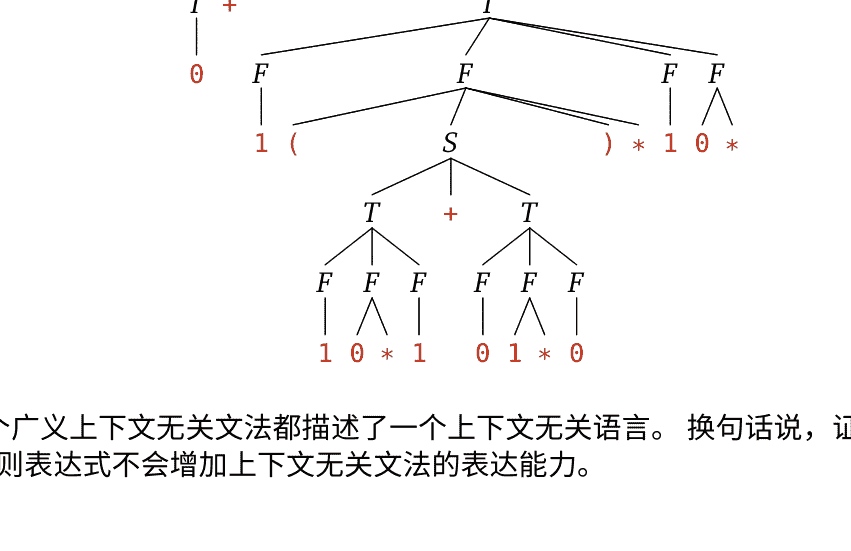 T + T
0 F F F F
1 ( S ) * 1 0 *
T + T
F F F F F F
1 0 * 1 0 1 * 0
个广义上下文无关文法都描述了一个上下文无关语言。 换句话说，证
则表达式不会增加上下文无关文法的表达能力。